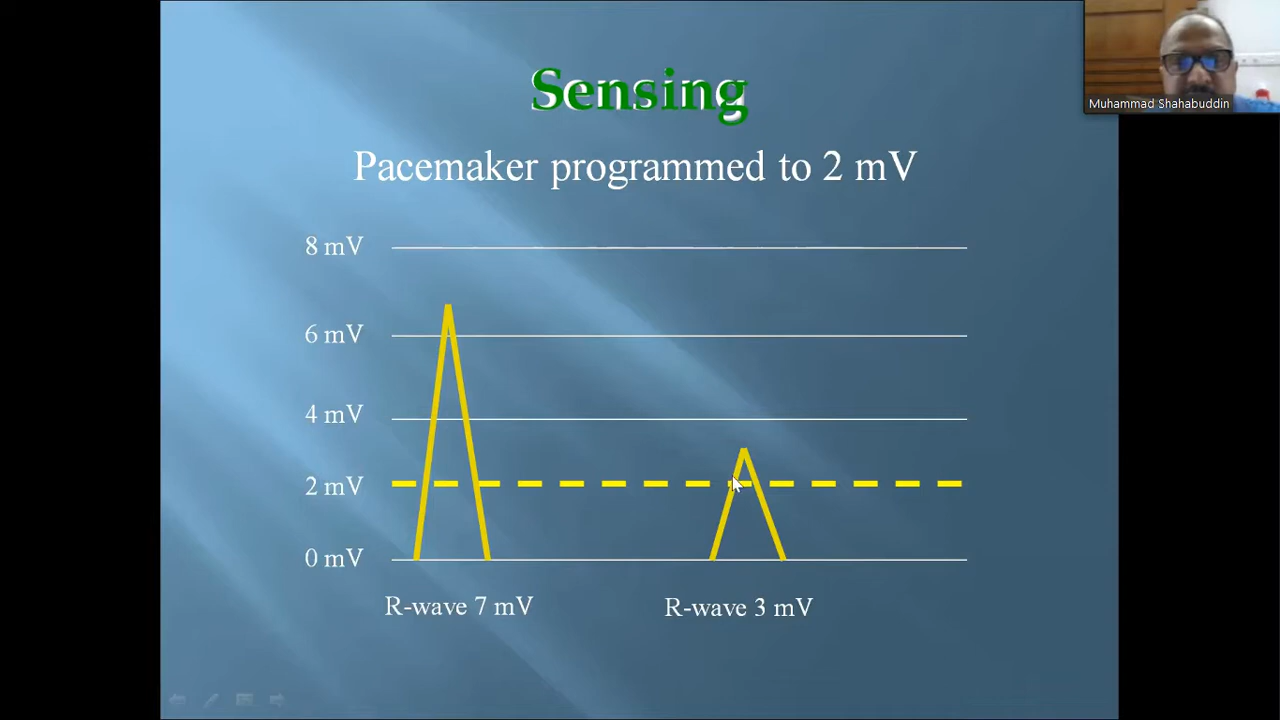 Sensing
Muhammad Shahabuddin
Pacemaker programmed to 2 mV
8 mV
6 mV
4 mV
2 mV
0 mV
R-wave 7 mV
R-wave 3 mV